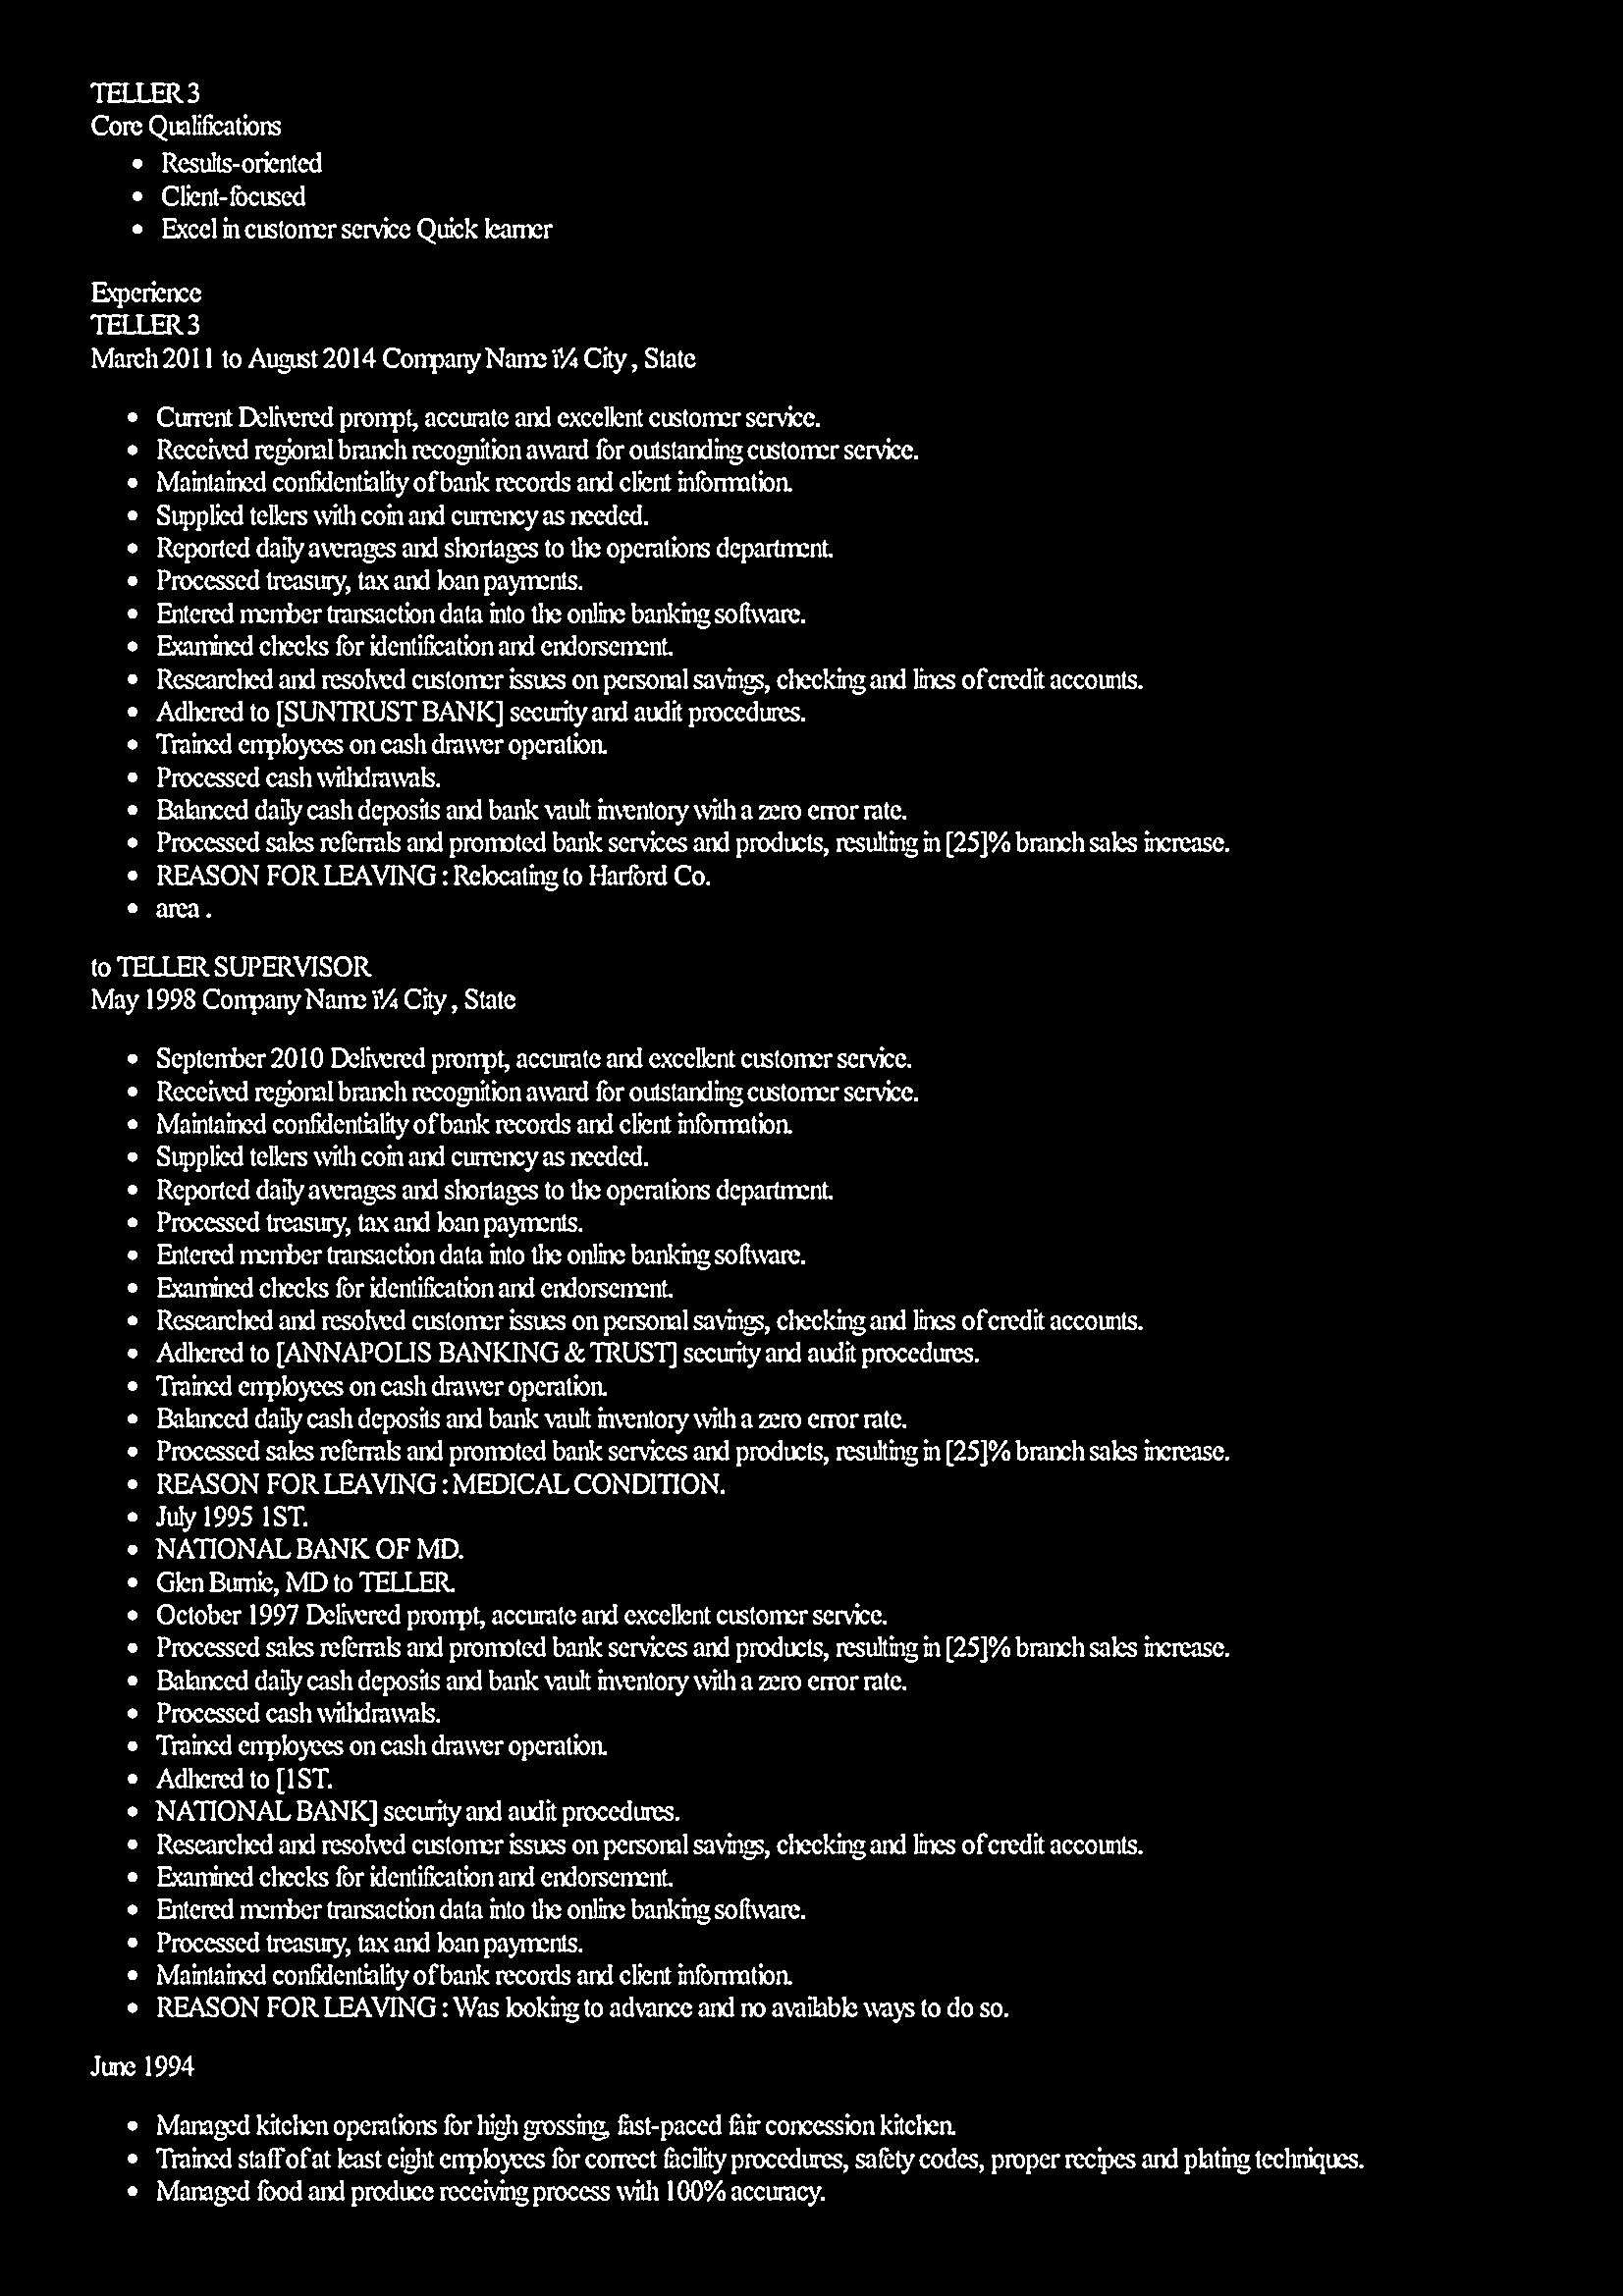 TELLER 3
Core Qualifications
• Results-oriented
• Client-focused
• Excel in customer service Quick learner
Experience
TELLER 3
March 2011 to August 2014 Company Name ï¼ City , State
• Current Delivered prompt, accurate and excellent customer service.
• Received regional branch recognition award for outstanding customer service.
• Maintained confidentiality of bank records and client information.
• Supplied tellers with coin and currency as needed.
• Reported daily averages and shortages to the operations department.
• Processed treasury, tax and loan payments.
• Entered member transaction data into the online banking software.
• Examined checks for identification and endorsement.
• Researched and resolved customer issues on personal savings, checking and lines of credit accounts.
• Adhered to [SUNTRUST BANK] security and audit procedures.
• Trained employees on cash drawer operation.
• Processed cash withdrawals.
• Balanced daily cash deposits and bank vault inventory with a zero error rate.
• Processed sales referrals and promoted bank services and products, resulting in [25]% branch sales increase.
• REASON FOR LEAVING : Relocating to Harford Co.
• area .
to TELLER SUPERVISOR
May 1998 Company Name ï¼ City , State
• September 2010 Delivered prompt, accurate and excellent customer service.
• Received regional branch recognition award for outstanding customer service.
• Maintained confidentiality of bank records and client information.
• Supplied tellers with coin and currency as needed.
• Reported daily averages and shortages to the operations department.
• Processed treasury, tax and loan payments.
• Entered member transaction data into the online banking software.
• Examined checks for identification and endorsement.
• Researched and resolved customer issues on personal savings, checking and lines of credit accounts.
• Adhered to [ANNAPOLIS BANKING & TRUST] security and audit procedures.
• Trained employees on cash drawer operation.
• Balanced daily cash deposits and bank vault inventory with a zero error rate.
• Processed sales referrals and promoted bank services and products, resulting in [25]% branch sales increase.
• REASON FOR LEAVING : MEDICAL CONDITION.
• July 1995 1ST.
• NATIONAL BANK OF MD.
• Glen Burnie, MD to TELLER.
• October 1997 Delivered prompt, accurate and excellent customer service.
• Processed sales referrals and promoted bank services and products, resulting in [25]% branch sales increase.
• Balanced daily cash deposits and bank vault inventory with a zero error rate.
• Processed cash withdrawals.
• Trained employees on cash drawer operation.
• Adhered to [1ST.
• NATIONAL BANK] security and audit procedures.
• Researched and resolved customer issues on personal savings, checking and lines of credit accounts.
• Examined checks for identification and endorsement.
• Entered member transaction data into the online banking software.
• Processed treasury, tax and loan payments.
• Maintained confidentiality of bank records and client information.
• REASON FOR LEAVING : Was looking to advance and no available ways to do so.
June 1994
• Managed kitchen operations for high grossing, fast-paced fair concession kitchen.
• Trained staff of at least eight employees for correct facility procedures, safety codes, proper recipes and plating techniques.
• Managed food and produce receiving process with 100% accuracy.